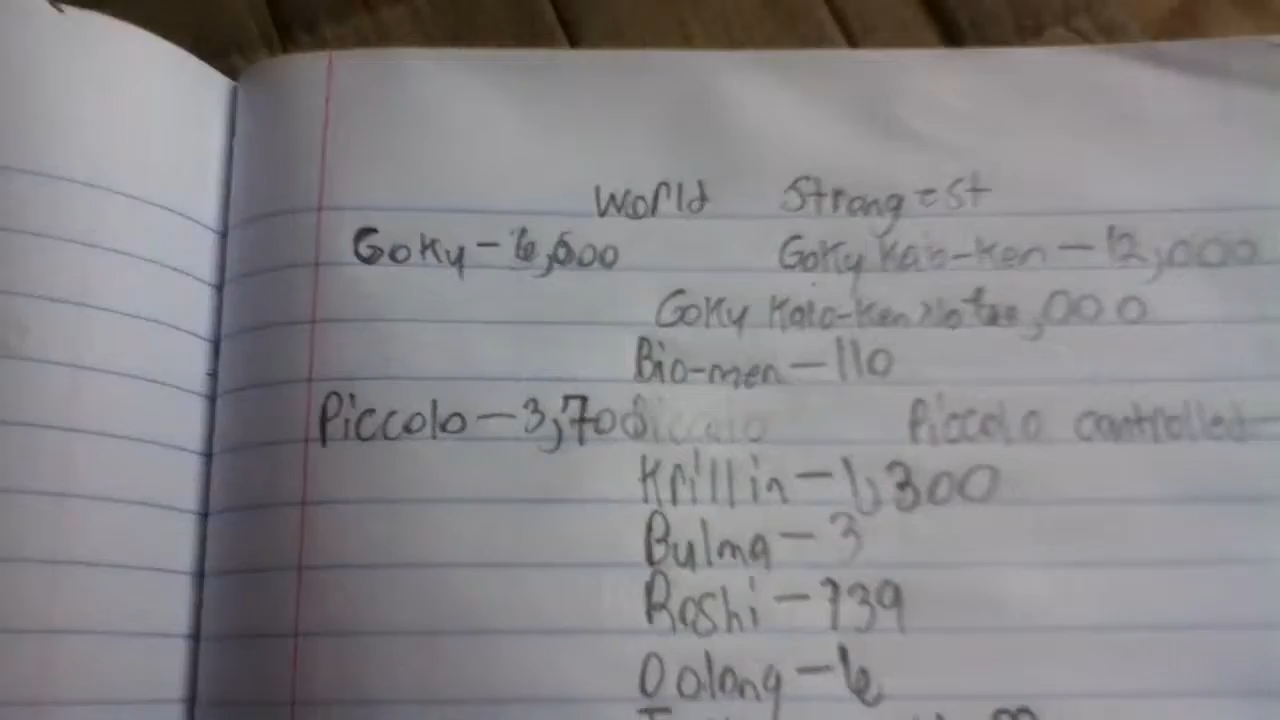 World Strongest
Goku - 6,000 Goku Kaio-Ken - 12,000
Goku Kaio-Ken ,000
Bio-men - 110
Piccolo - 3,700 Piccolo controlled -
Krillin - 1,300
Bulma - 3
Roshi - 139
Oolong - 6